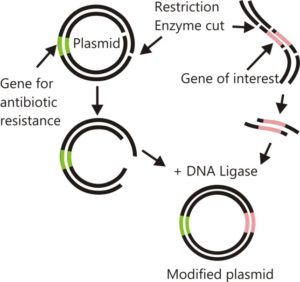 Plasmid
Restriction
Enzyme cut
Gene for
antibiotic
resistance
Gene of interest
+ DNA Ligase
Modified plasmid